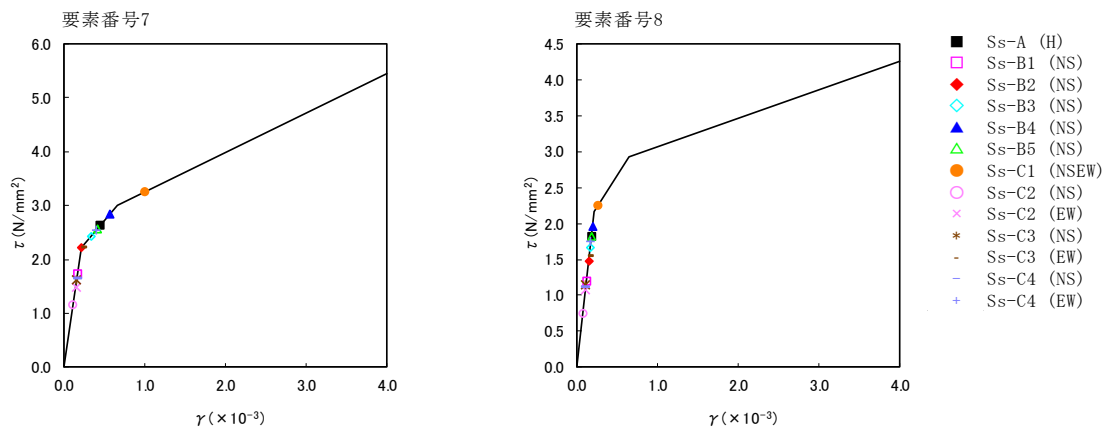 要素番号7
6.0
5.0
4.0
3.0
2.0
1.0
0.0
τ(N/mm²)
0.0 1.0 2.0 3.0 4.0
γ(×10⁻³)
要素番号8
4.5
4.0
3.5
3.0
2.5
2.0
1.5
1.0
0.5
0.0
τ(N/mm²)
0.0 1.0 2.0 3.0 4.0
γ(×10⁻³)
Ss-A (H)
Ss-B1 (NS)
Ss-B2 (NS)
Ss-B3 (NS)
Ss-B4 (NS)
Ss-B5 (NS)
Ss-C1 (NSEW)
Ss-C2 (NS)
Ss-C2 (EW)
Ss-C3 (NS)
Ss-C3 (EW)
Ss-C4 (NS)
Ss-C4 (EW)